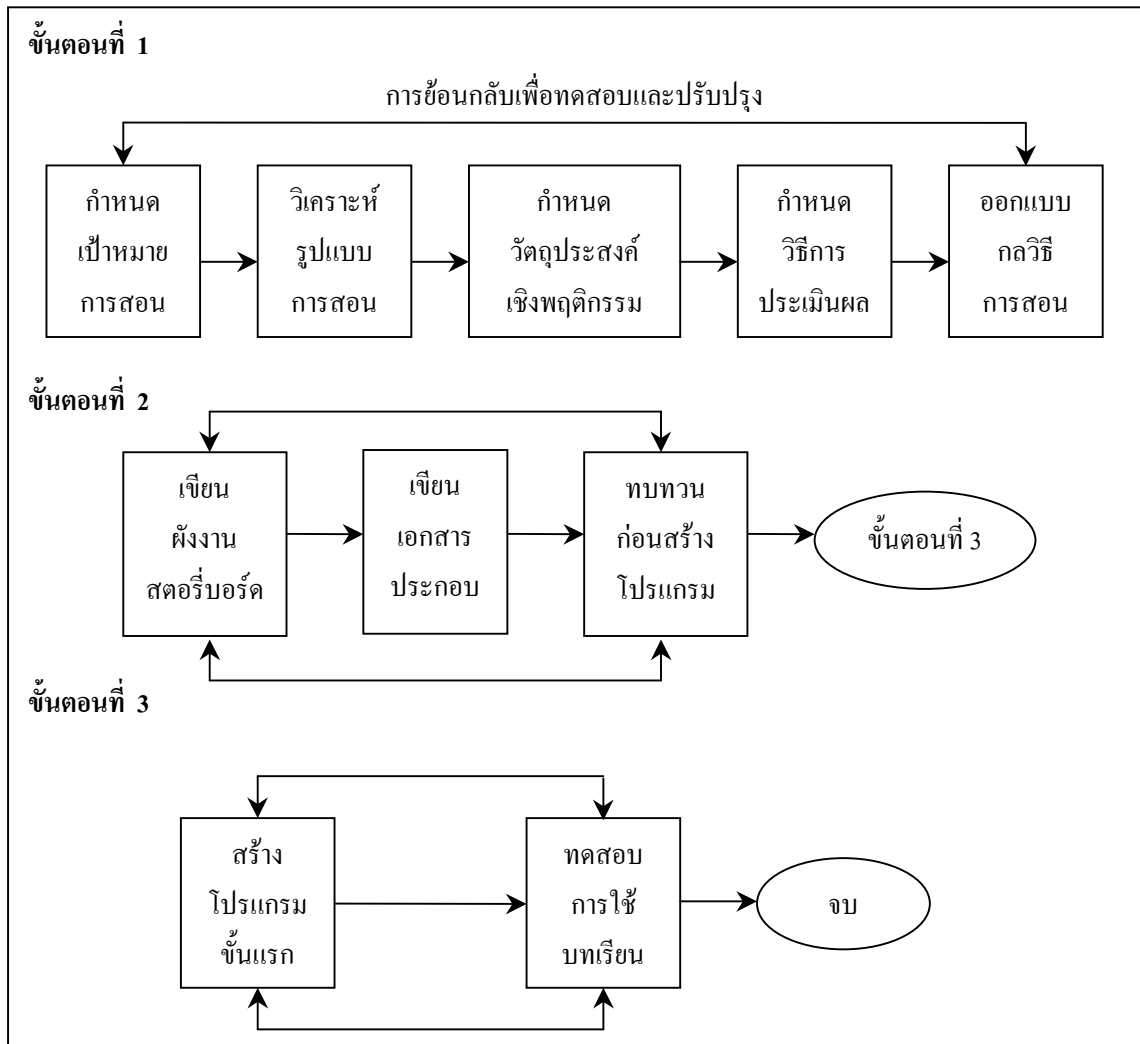 ขั้นตอนที่ 1
การย้อนกลับเพื่อทดสอบและปรับปรุง
กำหนด
เป้าหมาย
การสอน
วิเคราะห์
รูปแบบ
การสอน
กำหนด
วัตถุประสงค์
เชิงพฤติกรรม
กำหนด
วิธีการ
ประเมินผล
ออกแบบ
กลวิธี
การสอน
ขั้นตอนที่ 2
เขียน
ผังงาน
สตอรี่บอร์ด
เขียน
เอกสาร
ประกอบ
ทบทวน
ก่อนสร้าง
โปรแกรม
ขั้นตอนที่ 3
ขั้นตอนที่ 3
สร้าง
โปรแกรม
ขั้นแรก
ทดสอบ
การใช้
บทเรียน
จบ